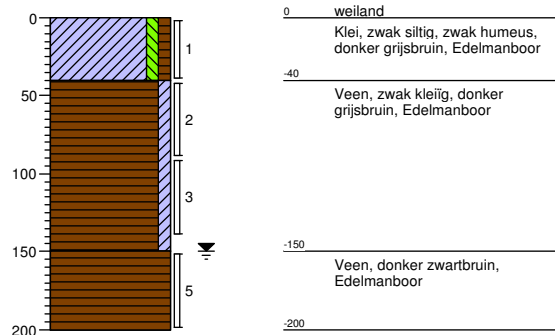 0
50
100
150
200
1
2
3
5
0
weiland
Klei, zwak siltig, zwak humeus,
donker grijsbruin, Edelmanboor
-40
Veen, zwak kleiïg, donker
grijsbruin, Edelmanboor
-150
Veen, donker zwartbruin,
Edelmanboor
-200